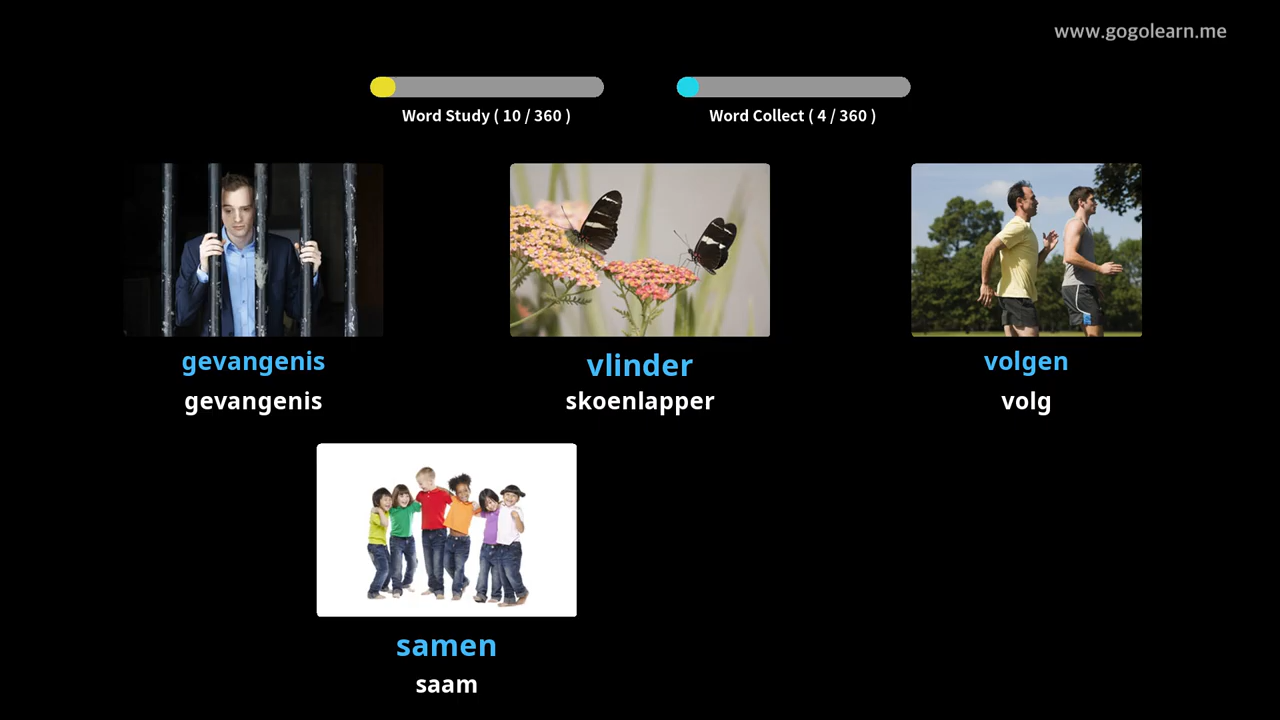 www.gogolearn.me
Word Study ( 10 / 360 )
Word Collect ( 4 / 360 )
gevangenis
gevangenis
vlinder
skoenlapper
volgen
volg
samen
saam